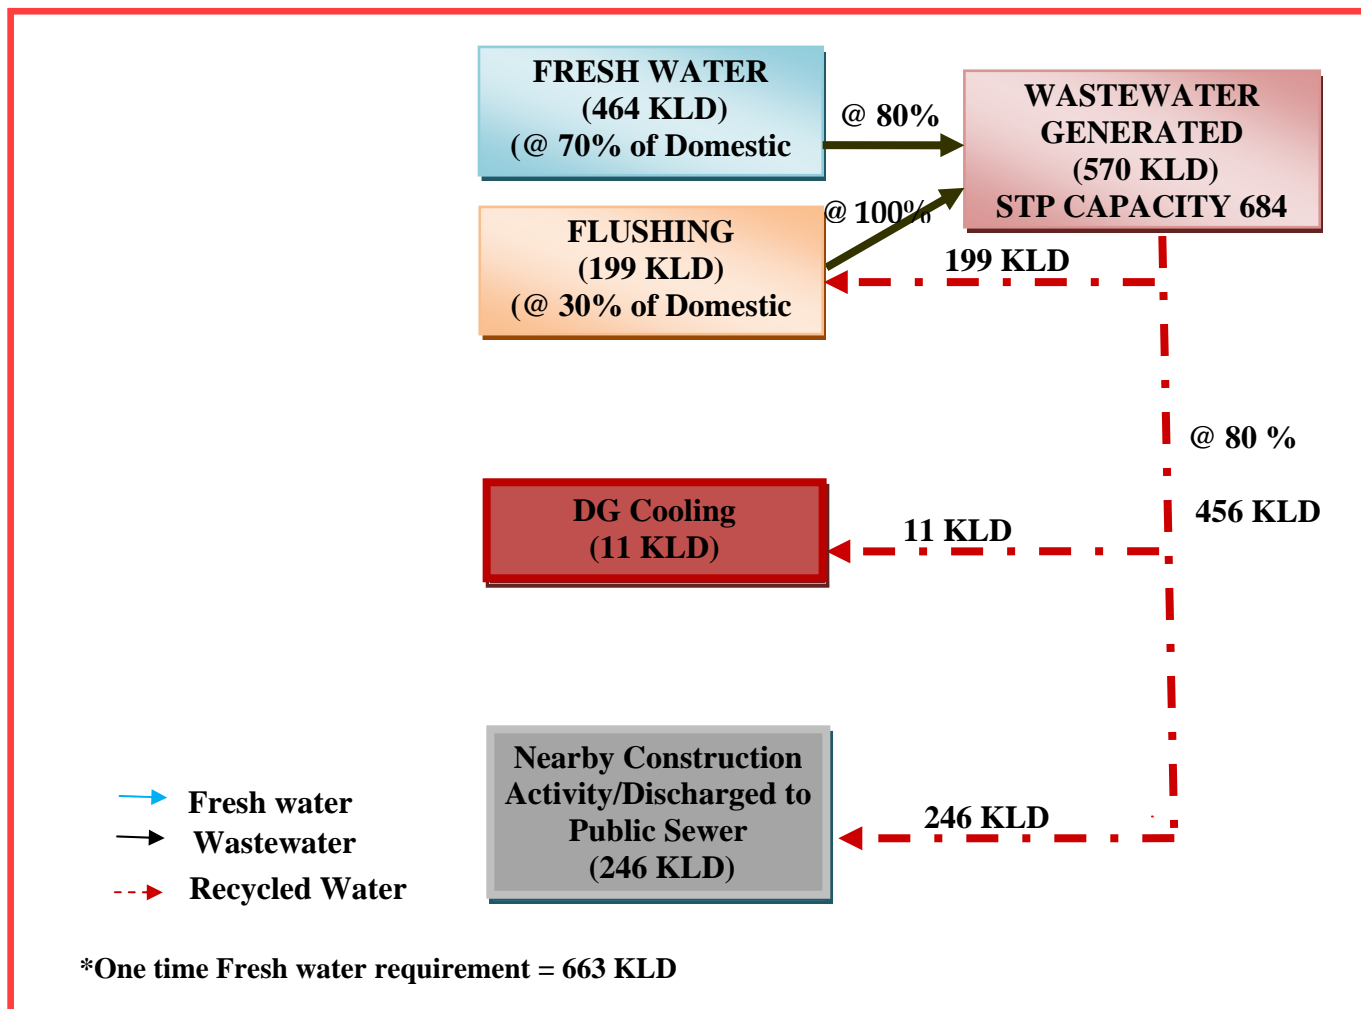 FRESH WATER
(464 KLD)
(@ 70% of Domestic
@ 80%
WASTEWATER
GENERATED
(570 KLD)
STP CAPACITY 684
FLUSHING
(199 KLD)
(@ 30% of Domestic
@ 100%
199 KLD
@ 80 %
456 KLD
DG Cooling
(11 KLD)
11 KLD
Nearby Construction
Activity/Discharged to
Public Sewer
(246 KLD)
246 KLD
Fresh water
Wastewater
Recycled Water
*One time Fresh water requirement = 663 KLD